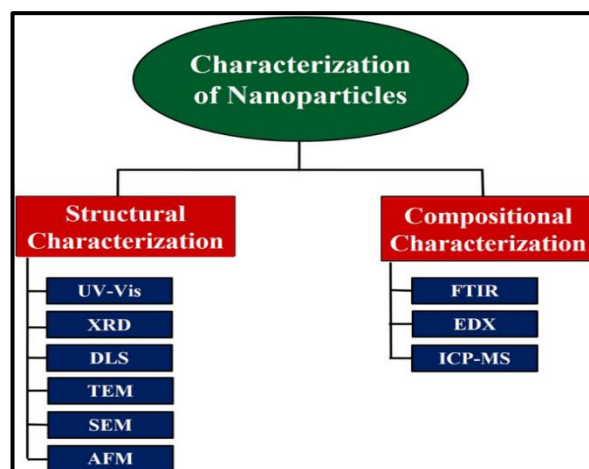 Characterization
of Nanoparticles
Structural
Characterization
UV-Vis
XRD
DLS
TEM
SEM
AFM
Compositional
Characterization
FTIR
EDX
ICP-MS